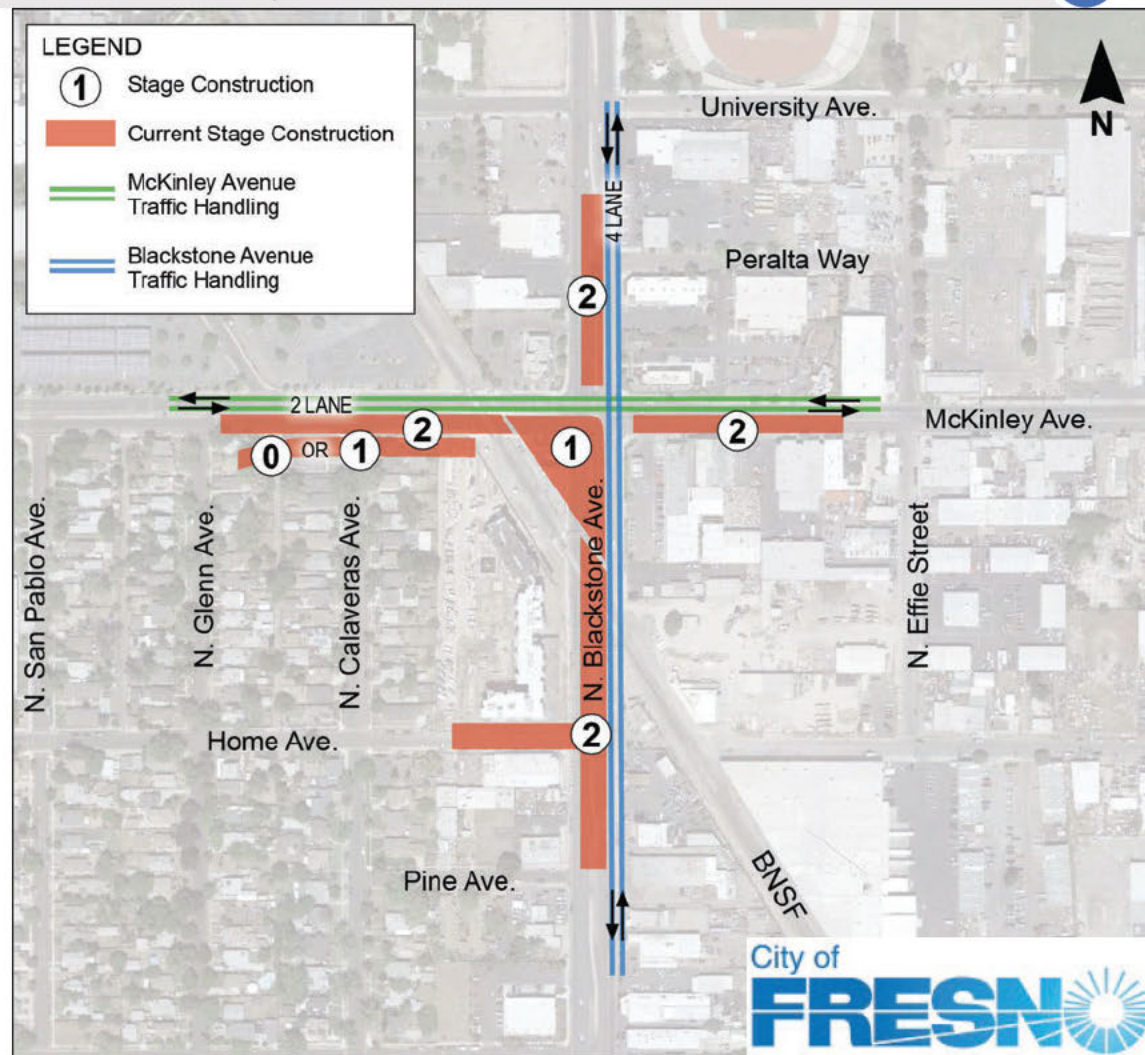 LEGEND
1 Stage Construction
Current Stage Construction
McKinley Avenue
Traffic Handling
Blackstone Avenue
Traffic Handling
N
University Ave.
4 LANE
Peralta Way
2
2 LANE
McKinley Ave.
2
2
1
0 OR 1
N. San Pablo Ave.
N. Glenn Ave.
N. Calaveras Ave.
N. Blackstone Ave.
N. Effie Street
Home Ave.
2
Pine Ave.
BNSF
City of
FRESNO